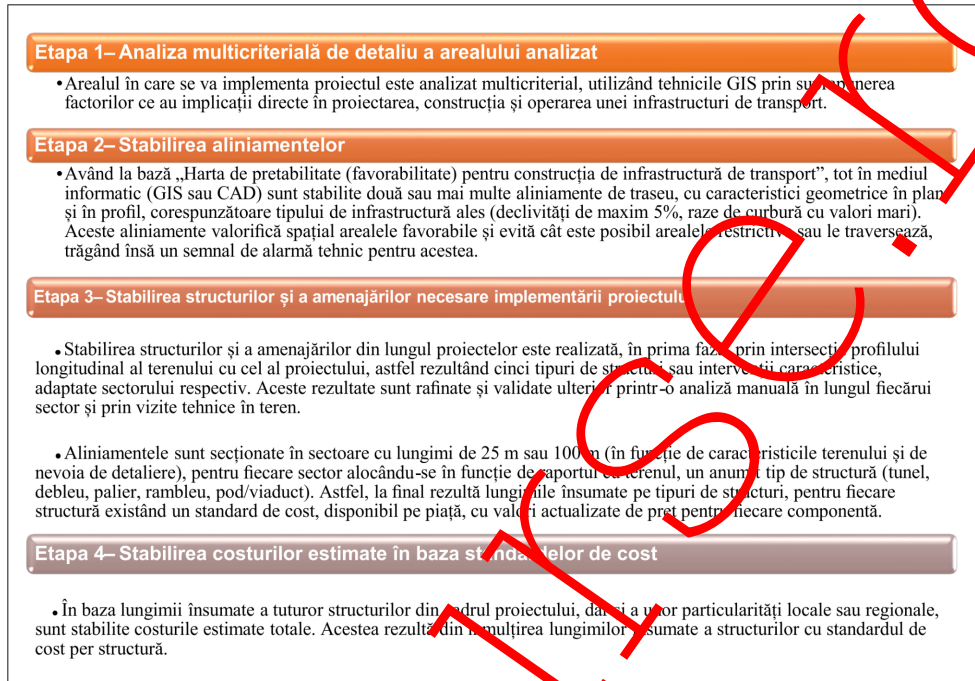 Etapa 1– Analiza multicriterială de detaliu a arealului analizat
•Arealul în care se va implementa proiectul este analizat multicriterial, utilizând tehnicile GIS prin suprapunerea
factorilor ce au implicații directe în proiectarea, construcția și operarea unei infrastructuri de transport.
Etapa 2– Stabilirea aliniamentelor
•Având la bază „Harta de pretabilitate (favorabilitate) pentru construcția de infrastructură de transport”, tot în mediul
informatic (GIS sau CAD) sunt stabilite două sau mai multe aliniamente de traseu, cu caracteristici geometrice în plan
și în profil, corespunzătoare tipului de infrastructură ales (declivități de maxim 5%, raze de curbură cu valori mari).
Aceste aliniamente valorifică spațial arealele favorabile și evită cât este posibil arealele restrictive sau le traversează,
trăgând însă un semnal de alarmă tehnic pentru acestea.
Etapa 3– Stabilirea structurilor și a amenajărilor necesare implementării proiectului
•Stabilirea structurilor și a amenajărilor din lungul proiectelor este realizată, în prima fază, prin intersecția profilului
longitudinal al terenului cu cel al proiectului, astfel rezultând cinci tipuri de structuri sau intervenții caracteristice,
adaptate sectorului respectiv. Aceste rezultate sunt rafinate și validate ulterior printr-o analiză manuală în lungul fiecărui
sector și prin vizite tehnice în teren.
•Aliniamentele sunt secționate în sectoare cu lungimi de 25 m sau 100 m (în funcție de caracteristicile terenului și de
nevoia de detaliere), pentru fiecare sector alocându-se în funcție de raportul cu terenul, un anumit tip de structură (tunel,
debleu, palier, rambleu, pod/viaduct). Astfel, la final rezultă lungimile însumate pe tipuri de structuri, pentru fiecare
structură existând un standard de cost, disponibil pe piață, cu valori actualizate de preț pentru fiecare componentă.
Etapa 4– Stabilirea costurilor estimate în baza standardelor de cost
•În baza lungimii însumate a tuturor structurilor din cadrul proiectului, dar și a unor particularități locale sau regionale,
sunt stabilite costurile estimate totale. Acestea rezultă din înmulțirea lungimilor însumate a structurilor cu standardul de
cost per structură.